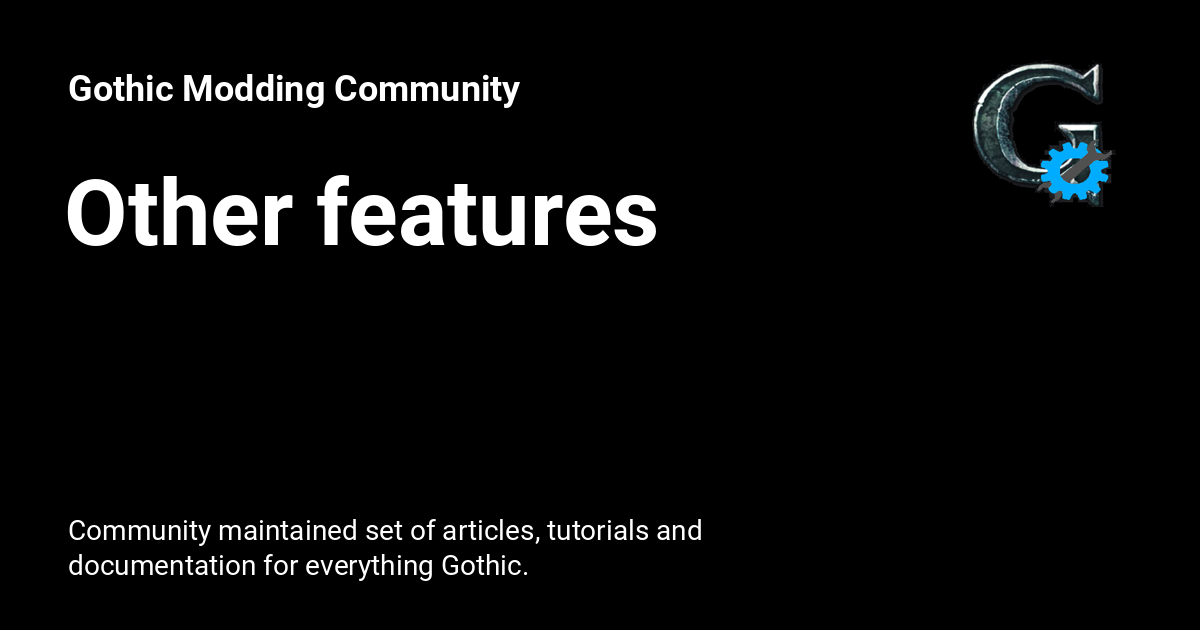 Gothic Modding Community
G
Other features
Community maintained set of articles, tutorials and
documentation for everything Gothic.